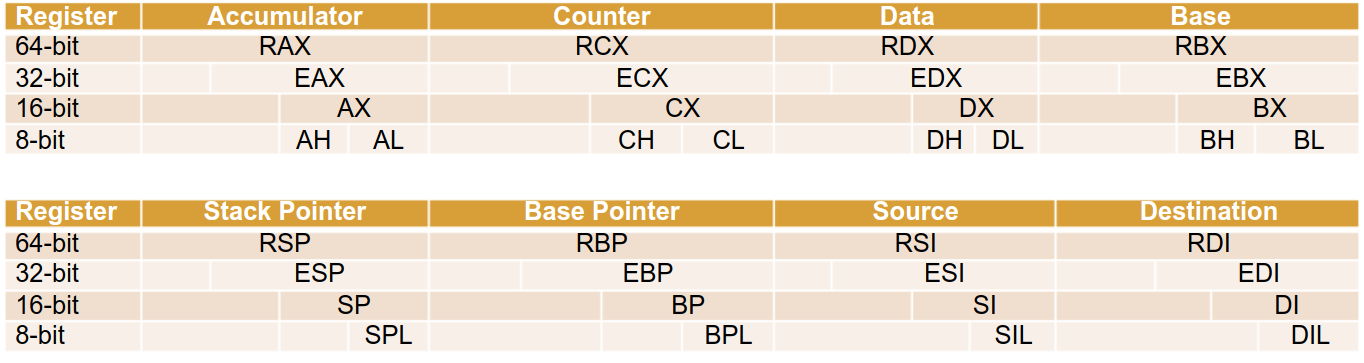 Register Accumulator Counter Data Base
64-bit RAX RCX RDX RBX
32-bit EAX ECX EDX EBX
16-bit AX CX DX BX
8-bit AH AL CH CL DH DL BH BL
Register Stack Pointer Base Pointer Source Destination
64-bit RSP RBP RSI RDI
32-bit ESP EBP ESI EDI
16-bit SP BP SI DI
8-bit SPL BPL SIL DIL